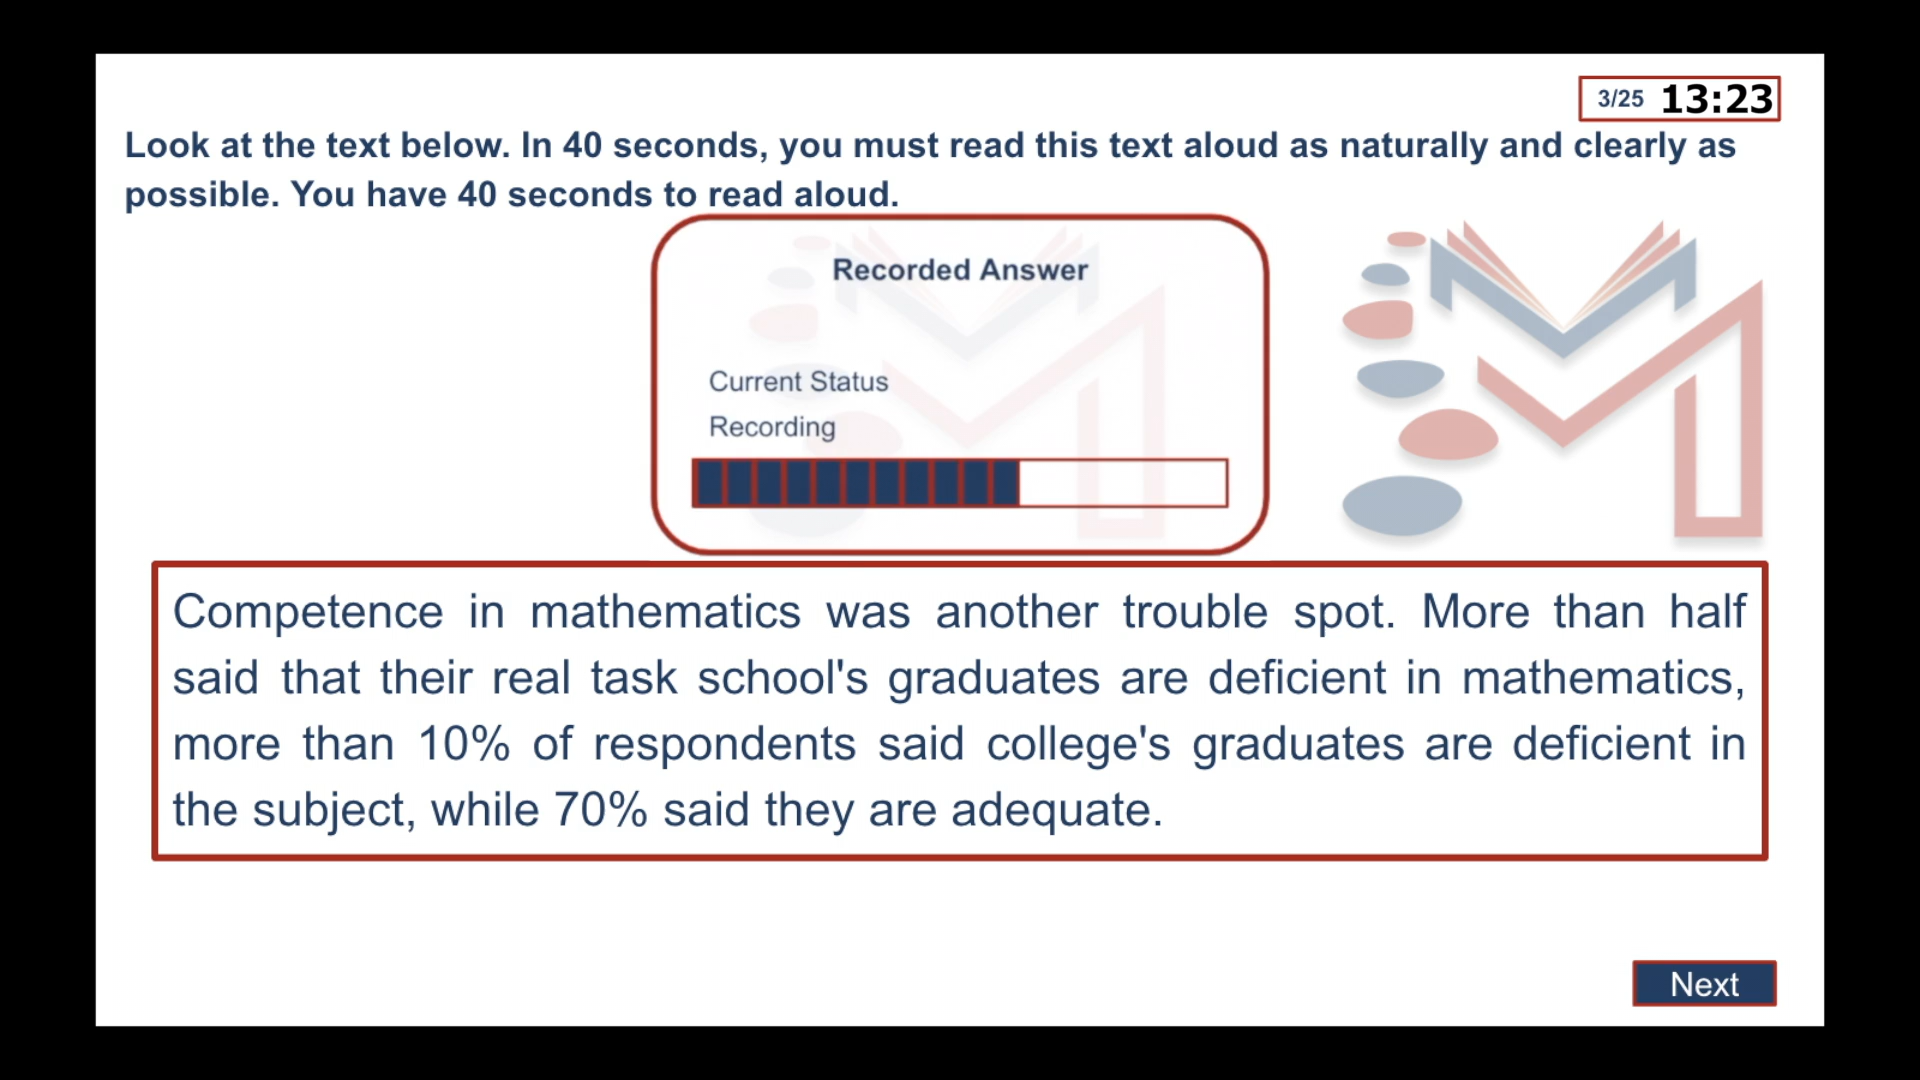 3/25 13:23
Look at the text below. In 40 seconds, you must read this text aloud as naturally and clearly as
possible. You have 40 seconds to read aloud.
Recorded Answer
Current Status
Recording
Competence in mathematics was another trouble spot. More than half
said that their real task school's graduates are deficient in mathematics,
more than 10% of respondents said college's graduates are deficient in
the subject, while 70% said they are adequate.
Next